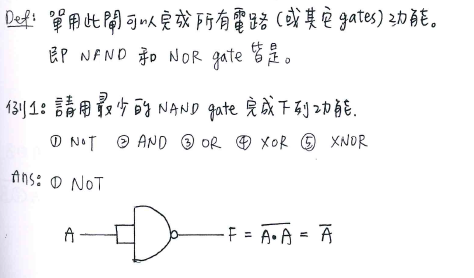 Def: 單用此閘可以完成所有電路(或其它gates)功能。
即 NAND 和 NOR gate 皆是。
例1: 請用最少的 NAND gate 完成下列功能.
① NOT ② AND ③ OR ④ XOR ⑤ XNOR
Ans: ① NOT
A F = \overline{A•A} = \overline{A}